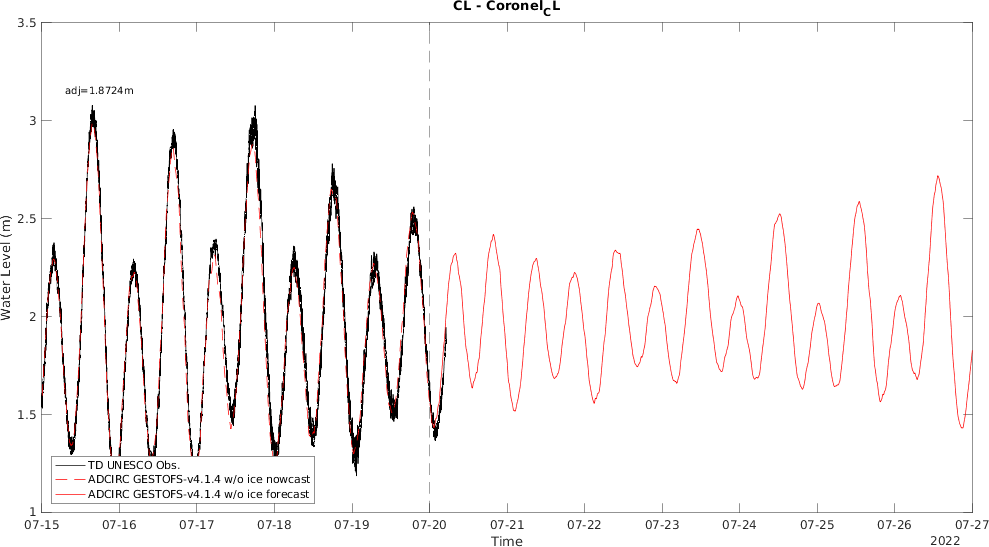 CL - Coronel_CL
3.5
adj=1.8724m
3
2.5
2
1.5
1
Water Level (m)
TD UNESCO Obs.
ADCIRC GESTOFS-v4.1.4 w/o ice nowcast
ADCIRC GESTOFS-v4.1.4 w/o ice forecast
07-15 07-16 07-17 07-18 07-19 07-20 07-21 07-22 07-23 07-24 07-25 07-26 07-27
Time
2022